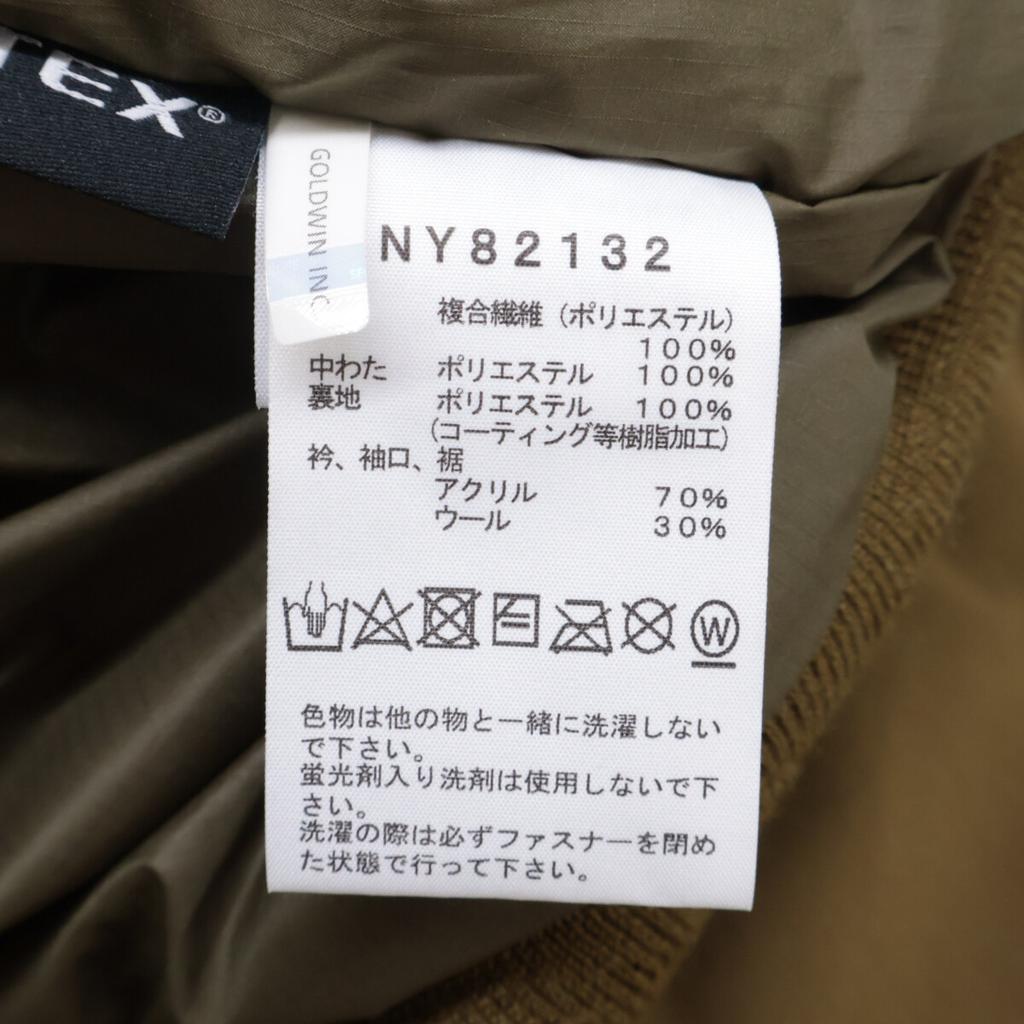 TEX®
GOLDWIN INC
NY82132
複合繊維（ポリエステル）
100%
中わた ポリエステル 100%
裏地 ポリエステル 100%
（コーティング等樹脂加工）
衿、袖口、裾
アクリル 70%
ウール 30%
W
色物は他の物と一緒に洗濯しない
で下さい。
蛍光剤入り洗剤は使用しないで下
さい。
洗濯の際は必ずファスナーを閉め
た状態で行って下さい。